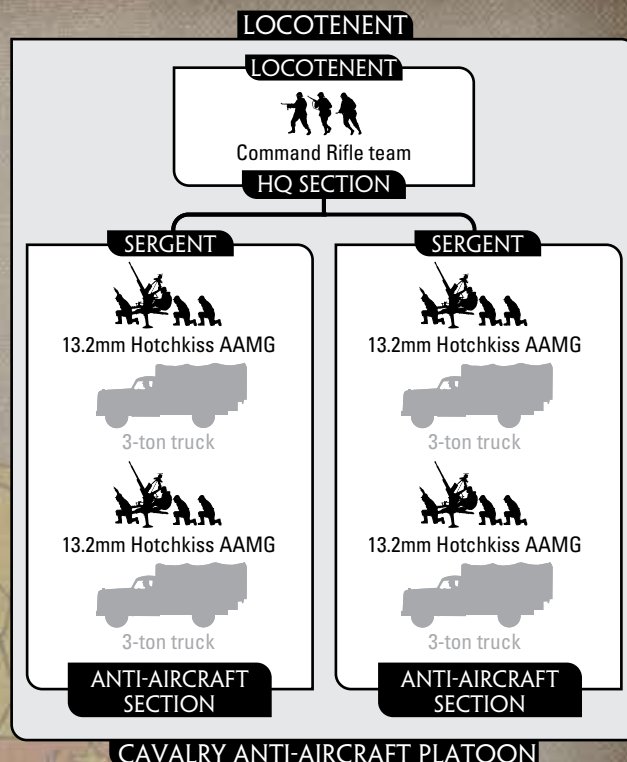 LOCOTENENT
LOCOTENENT
Command Rifle team
HQ SECTION
SERGENT
13.2mm Hotchkiss AAMG
3-ton truck
13.2mm Hotchkiss AAMG
3-ton truck
ANTI-AIRCRAFT
SECTION
SERGENT
13.2mm Hotchkiss AAMG
3-ton truck
13.2mm Hotchkiss AAMG
3-ton truck
ANTI-AIRCRAFT
SECTION
CAVALRY ANTI-AIRCRAFT PLATOON